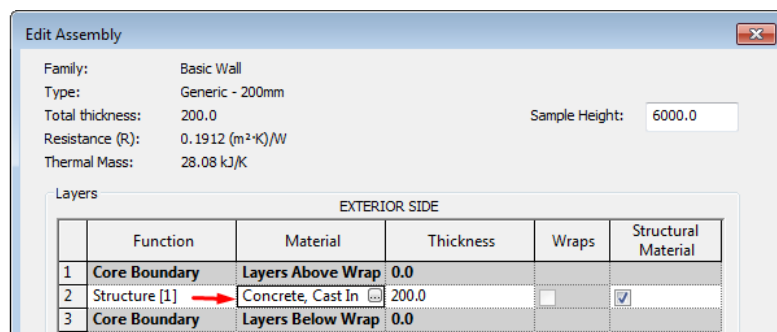 Edit Assembly
Family: Basic Wall
Type: Generic - 200mm
Total thickness: 200.0 Sample Height: 6000.0
Resistance (R): 0.1912 (m²·K)/W
Thermal Mass: 28.08 kJ/K
Layers
EXTERIOR SIDE
Function Material Thickness Wraps Structural Material
1 Core Boundary Layers Above Wrap 0.0
2 Structure [1] Concrete, Cast In ... 200.0
3 Core Boundary Layers Below Wrap 0.0